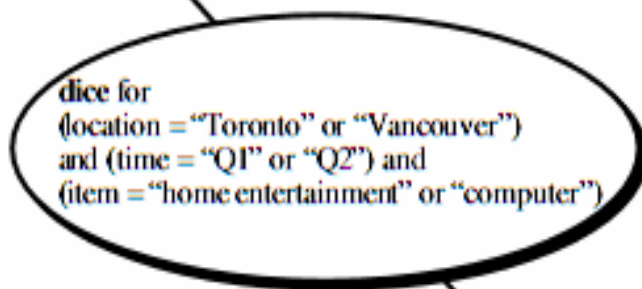 dice for
(location = “Toronto” or “Vancouver”)
and (time = “Q1” or “Q2”) and
(item = “home entertainment” or “computer”)